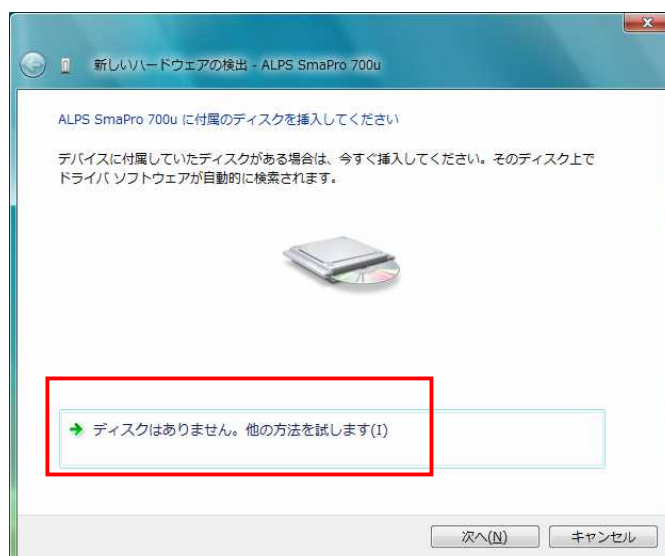 新しいハードウェアの検出 - ALPS SmaPro 700u
ALPS SmaPro 700u に付属のディスクを挿入してください
デバイスに付属していたディスクがある場合は、今すぐ挿入してください。そのディスク上で
ドライバ ソフトウェアが自動的に検索されます。
ディスクはありません。他の方法を試します(I)
次へ(N)
キャンセル